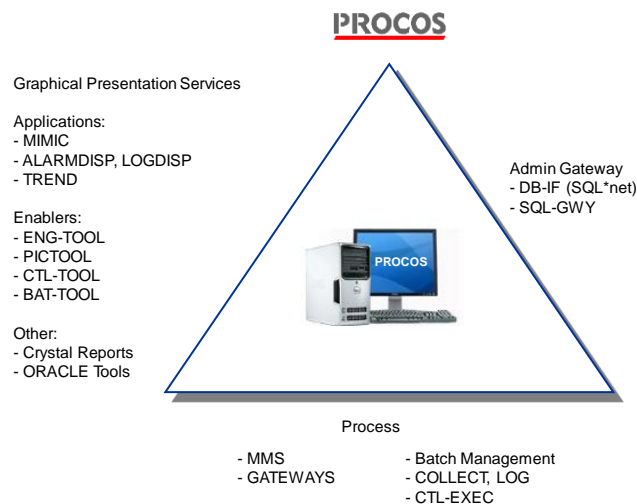 PROCOS
Graphical Presentation Services
Applications:
- MIMIC
- ALARMDISP, LOGDISP
- TREND
Enablers:
- ENG-TOOL
- PICTOOL
- CTL-TOOL
- BAT-TOOL
Other:
- Crystal Reports
- ORACLE Tools
Admin Gateway
- DB-IF (SQL*net)
- SQL-GWY
PROCOS
Process
- MMS
- GATEWAYS
- Batch Management
- COLLECT, LOG
- CTL-EXEC